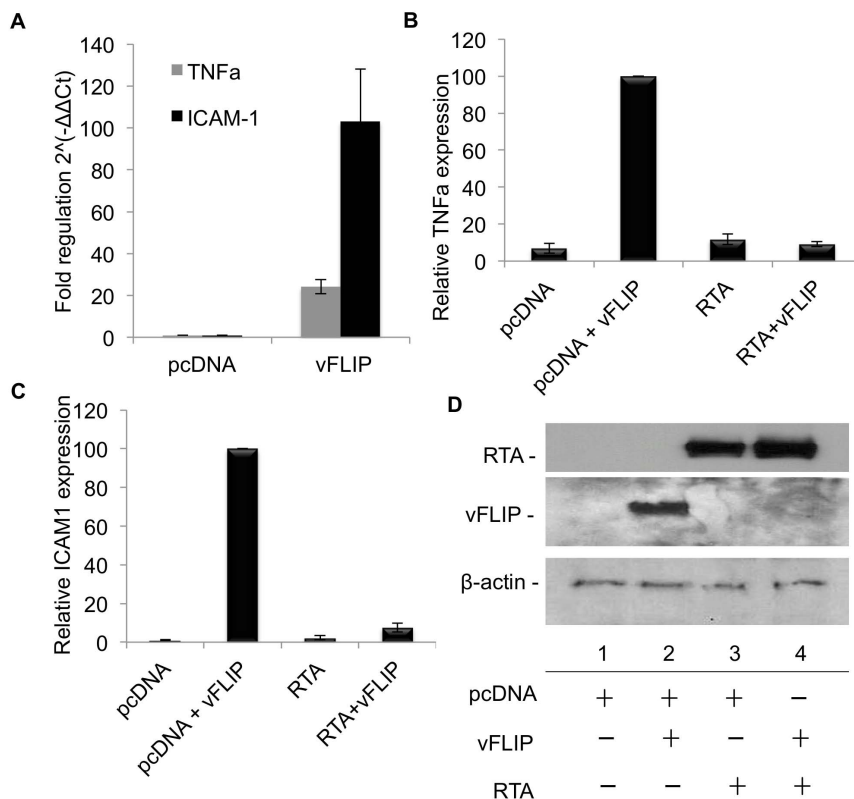 A
Fold regulation 2^(-ΔΔCt)
140
120
100
80
60
40
20
0
TNFa
ICAM-1
pcDNA
vFLIP
B
Relative TNFa expression
120
100
80
60
40
20
0
pcDNA
pcDNA + vFLIP
RTA
RTA+vFLIP
C
Relative ICAM1 expression
120
100
80
60
40
20
0
pcDNA
pcDNA + vFLIP
RTA
RTA+vFLIP
D
RTA -
vFLIP -
β-actin -
1 2 3 4
pcDNA + + + –
vFLIP – + – +
RTA – – + +